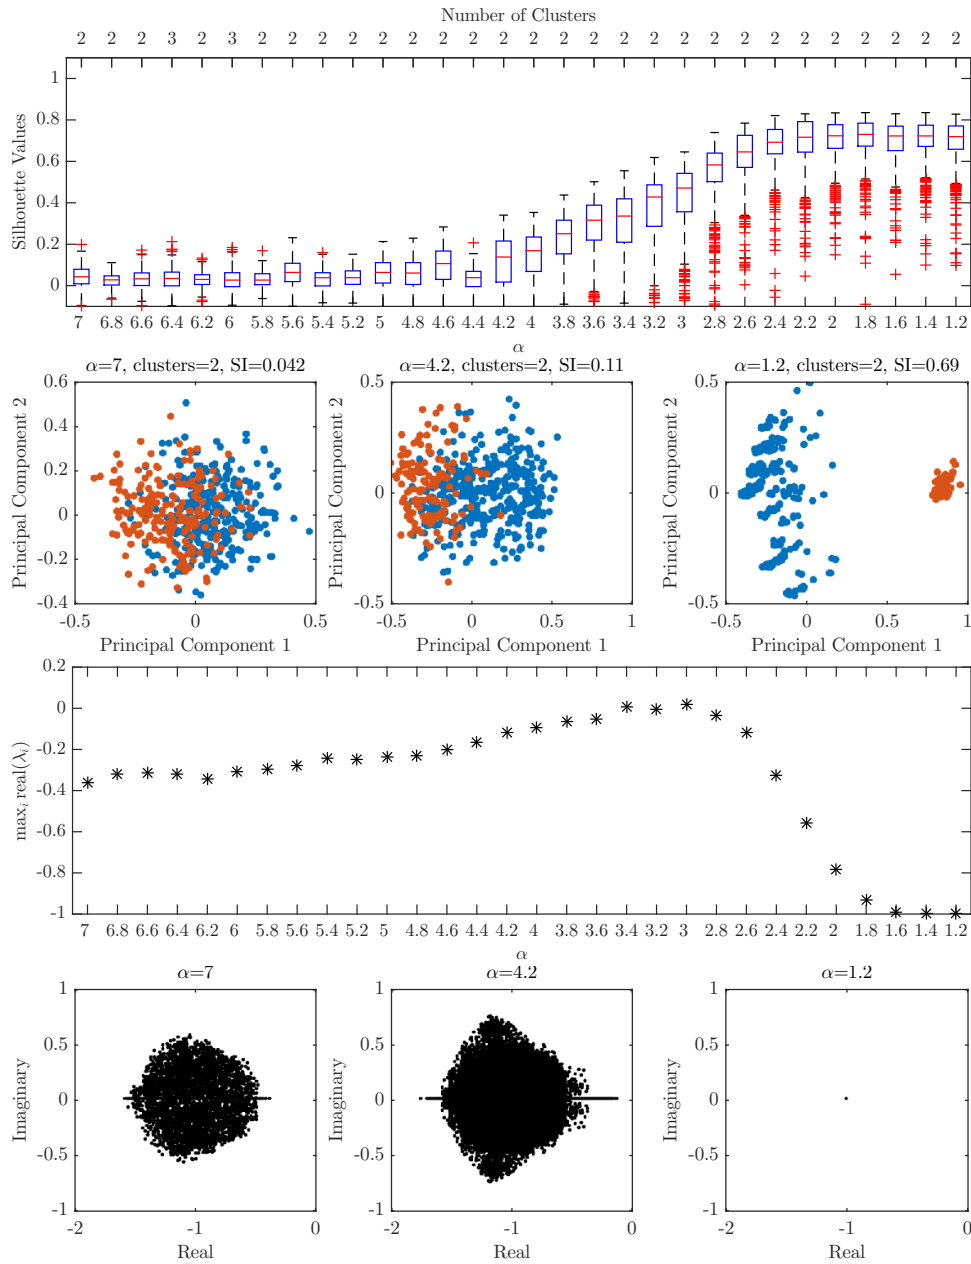 Number of Clusters
2 2 2 3 2 3 2 2 2 2 2 2 2 2 2 2 2 2 2 2 2 2 2 2 2 2 2 2 2 2
Silhouette Values
1
0.8
0.6
0.4
0.2
0
7 6.8 6.6 6.4 6.2 6 5.8 5.6 5.4 5.2 5 4.8 4.6 4.4 4.2 4 3.8 3.6 3.4 3.2 3 2.8 2.6 2.4 2.2 2 1.8 1.6 1.4 1.2
α
α=7, clusters=2, SI=0.042
Principal Component 2
0.6
0.4
0.2
0
-0.2
-0.4
-0.5 0 0.5
Principal Component 1
α=4.2, clusters=2, SI=0.11
Principal Component 2
0.5
0
-0.5
-0.5 0 0.5 1
Principal Component 1
α=1.2, clusters=2, SI=0.69
Principal Component 2
0.5
0
-0.5
-0.5 0 0.5 1
Principal Component 1
max_i real(λ_i)
0.2
0
-0.2
-0.4
-0.6
-0.8
-1
7 6.8 6.6 6.4 6.2 6 5.8 5.6 5.4 5.2 5 4.8 4.6 4.4 4.2 4 3.8 3.6 3.4 3.2 3 2.8 2.6 2.4 2.2 2 1.8 1.6 1.4 1.2
α
α=7
Imaginary
1
0.5
0
-0.5
-1
-2 -1 0
Real
α=4.2
Imaginary
1
0.5
0
-0.5
-1
-2 -1 0
Real
α=1.2
Imaginary
1
0.5
0
-0.5
-1
-2 -1 0
Real